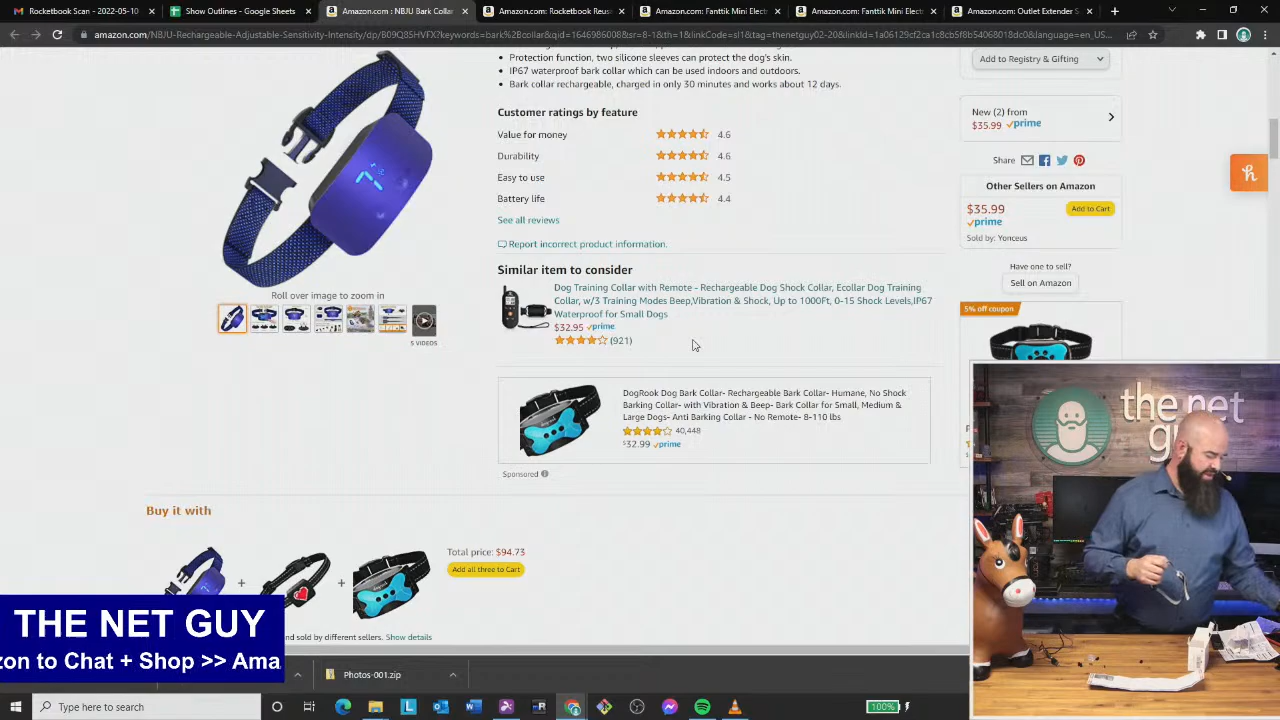 Rocketbook Scan - 2022-05-10
Show Outlines - Google Sheets
Amazon.com : NBJU Bark Collar
Amazon.com: Rocketbook Reus
Amazon.com: Fantik Mini Electr
Amazon.com: Fantik Mini Electr
Amazon.com: Outlet Extender S
amazon.com/NBJU-Rechargeable-Adjustable-Sensitivity-Intensity/dp/B09Q85HVFX?keywords=bark%2Bcollar&qid=1646986008&sr=8-1&th=1&linkCode=sl1&tag=thenetguy02-20&linkId=1a06129cf2ca1c8cb5f8b54068018dc0&language=en_US...
Protection function, two silicone sleeves can protect the dog's skin.
IP67 waterproof bark collar which can be used indoors and outdoors.
Bark collar rechargeable, charged in only 30 minutes and works about 12 days.
Customer ratings by feature
Value for money 4.6
Durability 4.6
Easy to use 4.5
Battery life 4.4
See all reviews
Report incorrect product information.
Similar item to consider
Dog Training Collar with Remote - Rechargeable Dog Shock Collar, Ecollar Dog Training
Collar, w/3 Training Modes Beep,Vibration & Shock, Up to 1000Ft, 0-15 Shock Levels,IP67
Waterproof for Small Dogs
$32.95 prime
(921)
DogRook Dog Bark Collar- Rechargeable Bark Collar- Humane, No Shock
Barking Collar- with Vibration & Beep- Bark Collar for Small, Medium &
Large Dogs- Anti Barking Collar - No Remote- 8-110 lbs
40,448
$32.99 prime
Sponsored
Roll over image to zoom in
5 VIDEOS
Add to Registry & Gifting
New (2) from
$35.99 prime
Share
Other Sellers on Amazon
$35.99
Add to Cart
prime
Sold by: Yonceus
Have one to sell?
Sell on Amazon
5% off coupon
h
Buy it with
+
+
Total price: $94.73
Add all three to Cart
nd sold by different sellers. Show details
the net
gu
THE NET GUY
zon to Chat + Shop >> Ama
Photos-001.zip
Type here to search
100%